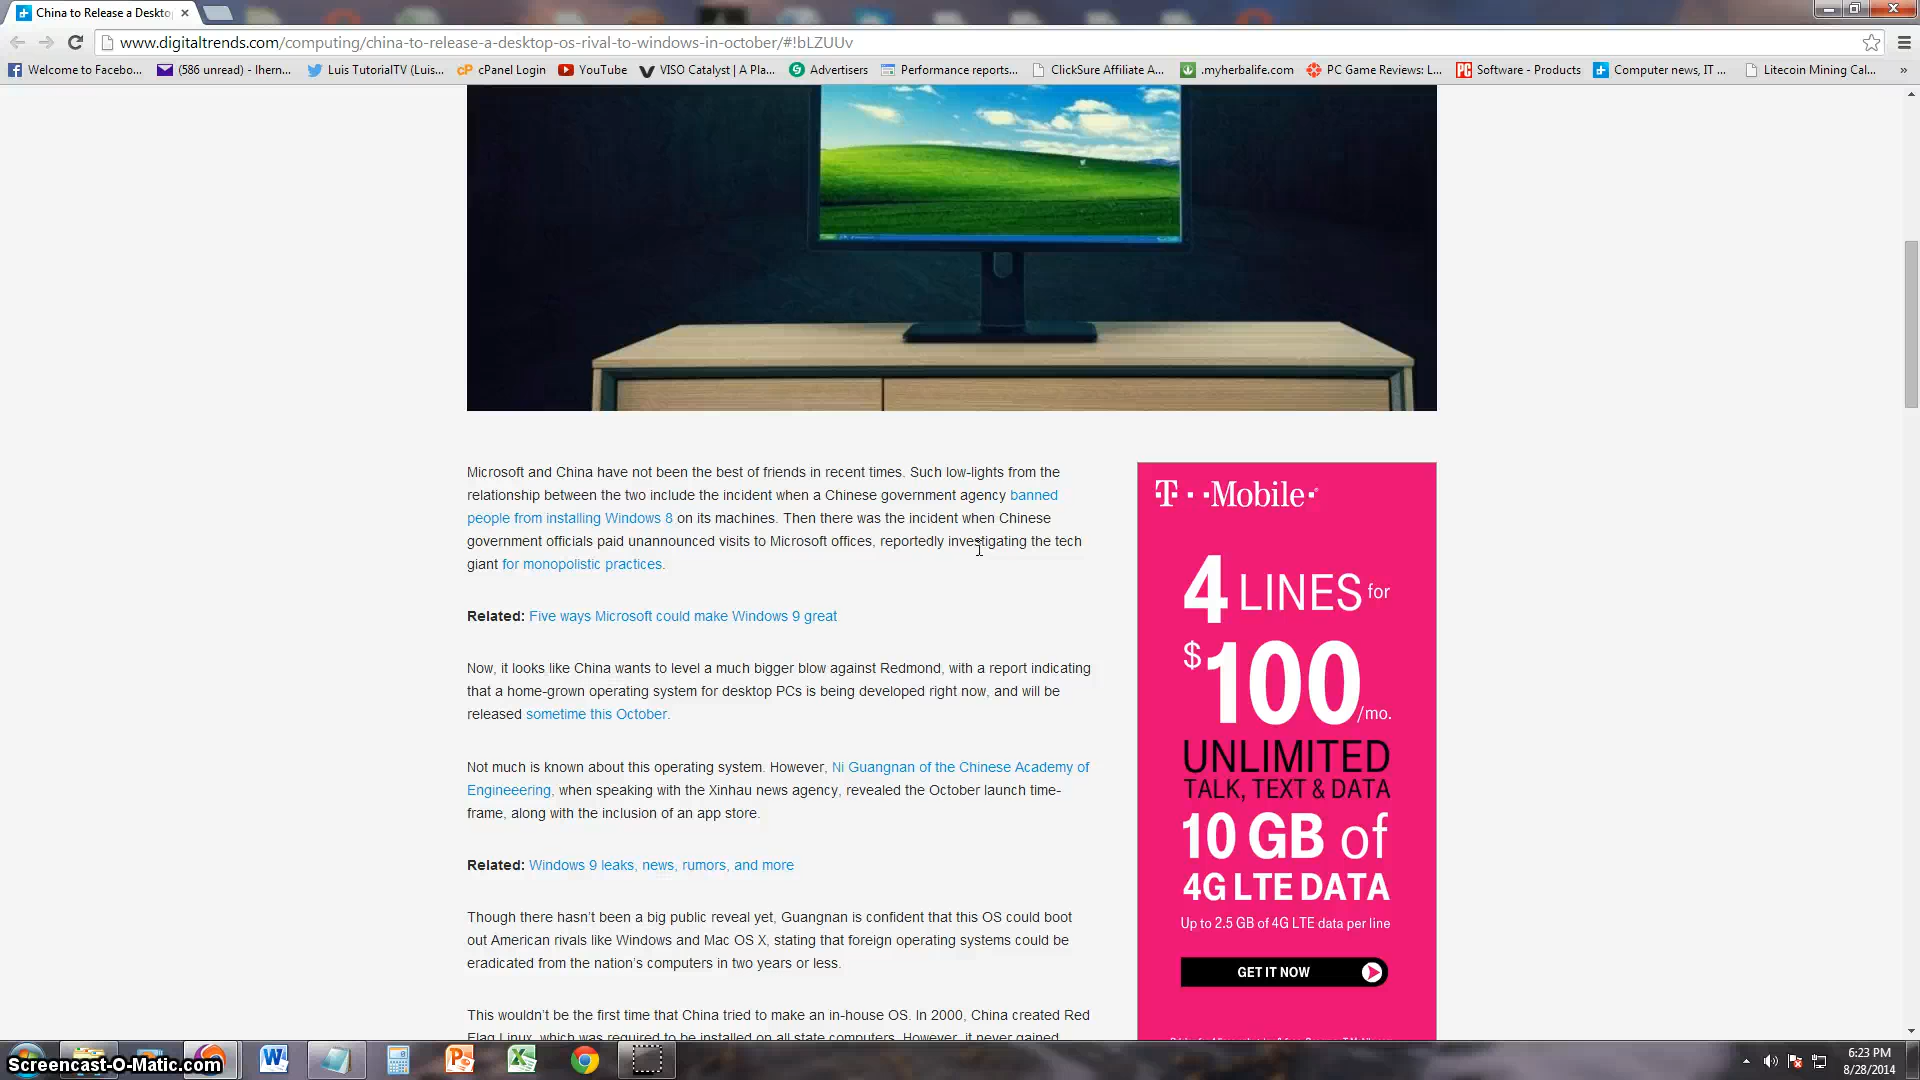 China to Release a Deskto
www.digitaltrends.com/computing/china-to-release-a-desktop-os-rival-to-windows-in-october/#!bLZUUv
Welcome to Facebo... (586 unread) - lhern... Luis TutorialTV (Luis... cPanel Login YouTube VISO Catalyst | A Pla... Advertisers Performance reports... ClickSure Affiliate A... .myherbalife.com PC Game Reviews: L... Software - Products Computer news, IT ... Litecoin Mining Cal... »
Microsoft and China have not been the best of friends in recent times. Such low-lights from the
relationship between the two include the incident when a Chinese government agency banned
people from installing Windows 8 on its machines. Then there was the incident when Chinese
government officials paid unannounced visits to Microsoft offices, reportedly investigating the tech
giant for monopolistic practices.
Related: Five ways Microsoft could make Windows 9 great
Now, it looks like China wants to level a much bigger blow against Redmond, with a report indicating
that a home-grown operating system for desktop PCs is being developed right now, and will be
released sometime this October.
Not much is known about this operating system. However, Ni Guangnan of the Chinese Academy of
Engineeering, when speaking with the Xinhau news agency, revealed the October launch time-
frame, along with the inclusion of an app store.
Related: Windows 9 leaks, news, rumors, and more
Though there hasn't been a big public reveal yet, Guangnan is confident that this OS could boot
out American rivals like Windows and Mac OS X, stating that foreign operating systems could be
eradicated from the nation's computers in two years or less.
This wouldn't be the first time that China tried to make an in-house OS. In 2000, China created Red
Flag Linux, which was required to be installed on all state computers. However, it never gained
T··Mobile·
4 LINES for
$100/mo.
UNLIMITED
TALK, TEXT & DATA
10 GB of
4G LTE DATA
Up to 2.5 GB of 4G LTE data per line
GET IT NOW
Screencast-O-Matic.com
6:23 PM
8/28/2014